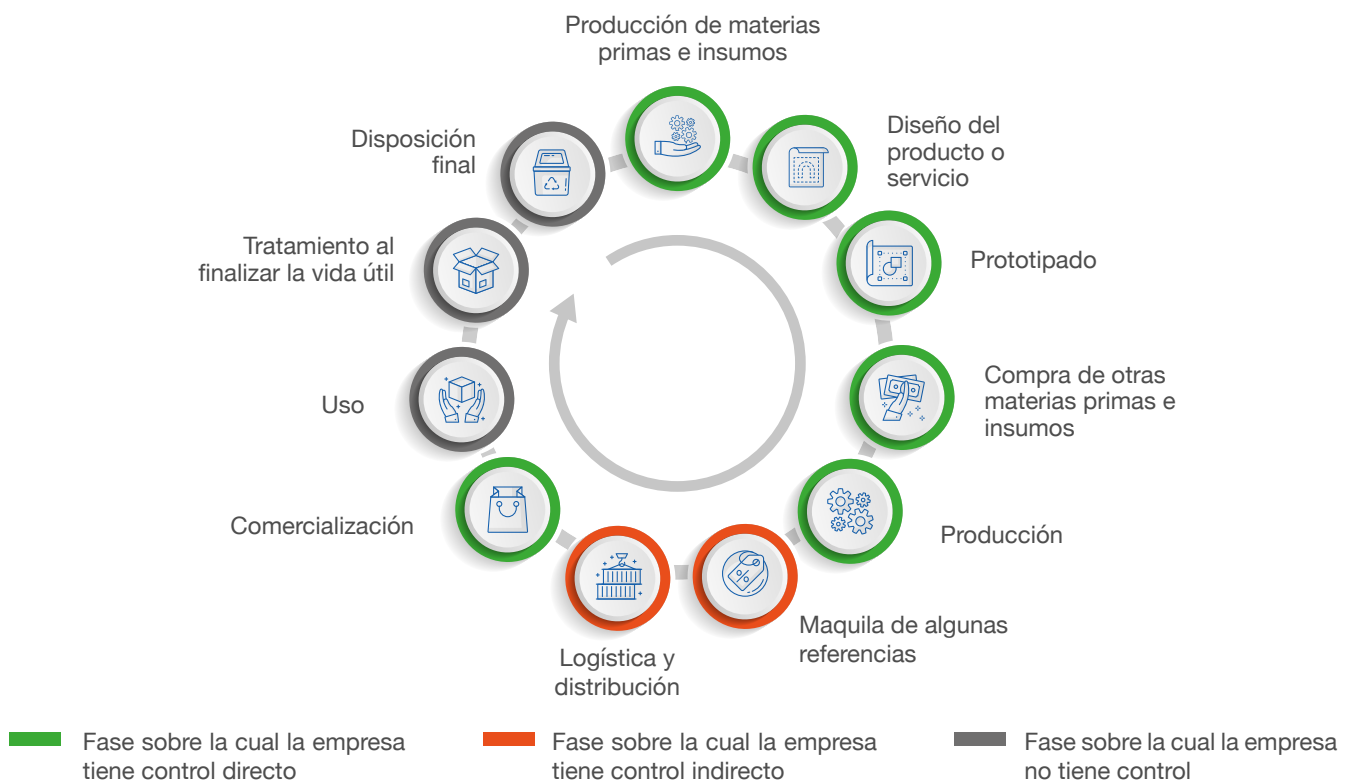 Producción de materias
primas e insumos
Diseño del
producto o
servicio
Prototipado
Compra de otras
materias primas e
insumos
Producción
Maquila de algunas
referencias
Logística y
distribución
Comercialización
Uso
Tratamiento al
finalizar la vida útil
Disposición
final
Fase sobre la cual la empresa
tiene control directo
Fase sobre la cual la empresa
tiene control indirecto
Fase sobre la cual la empresa
no tiene control